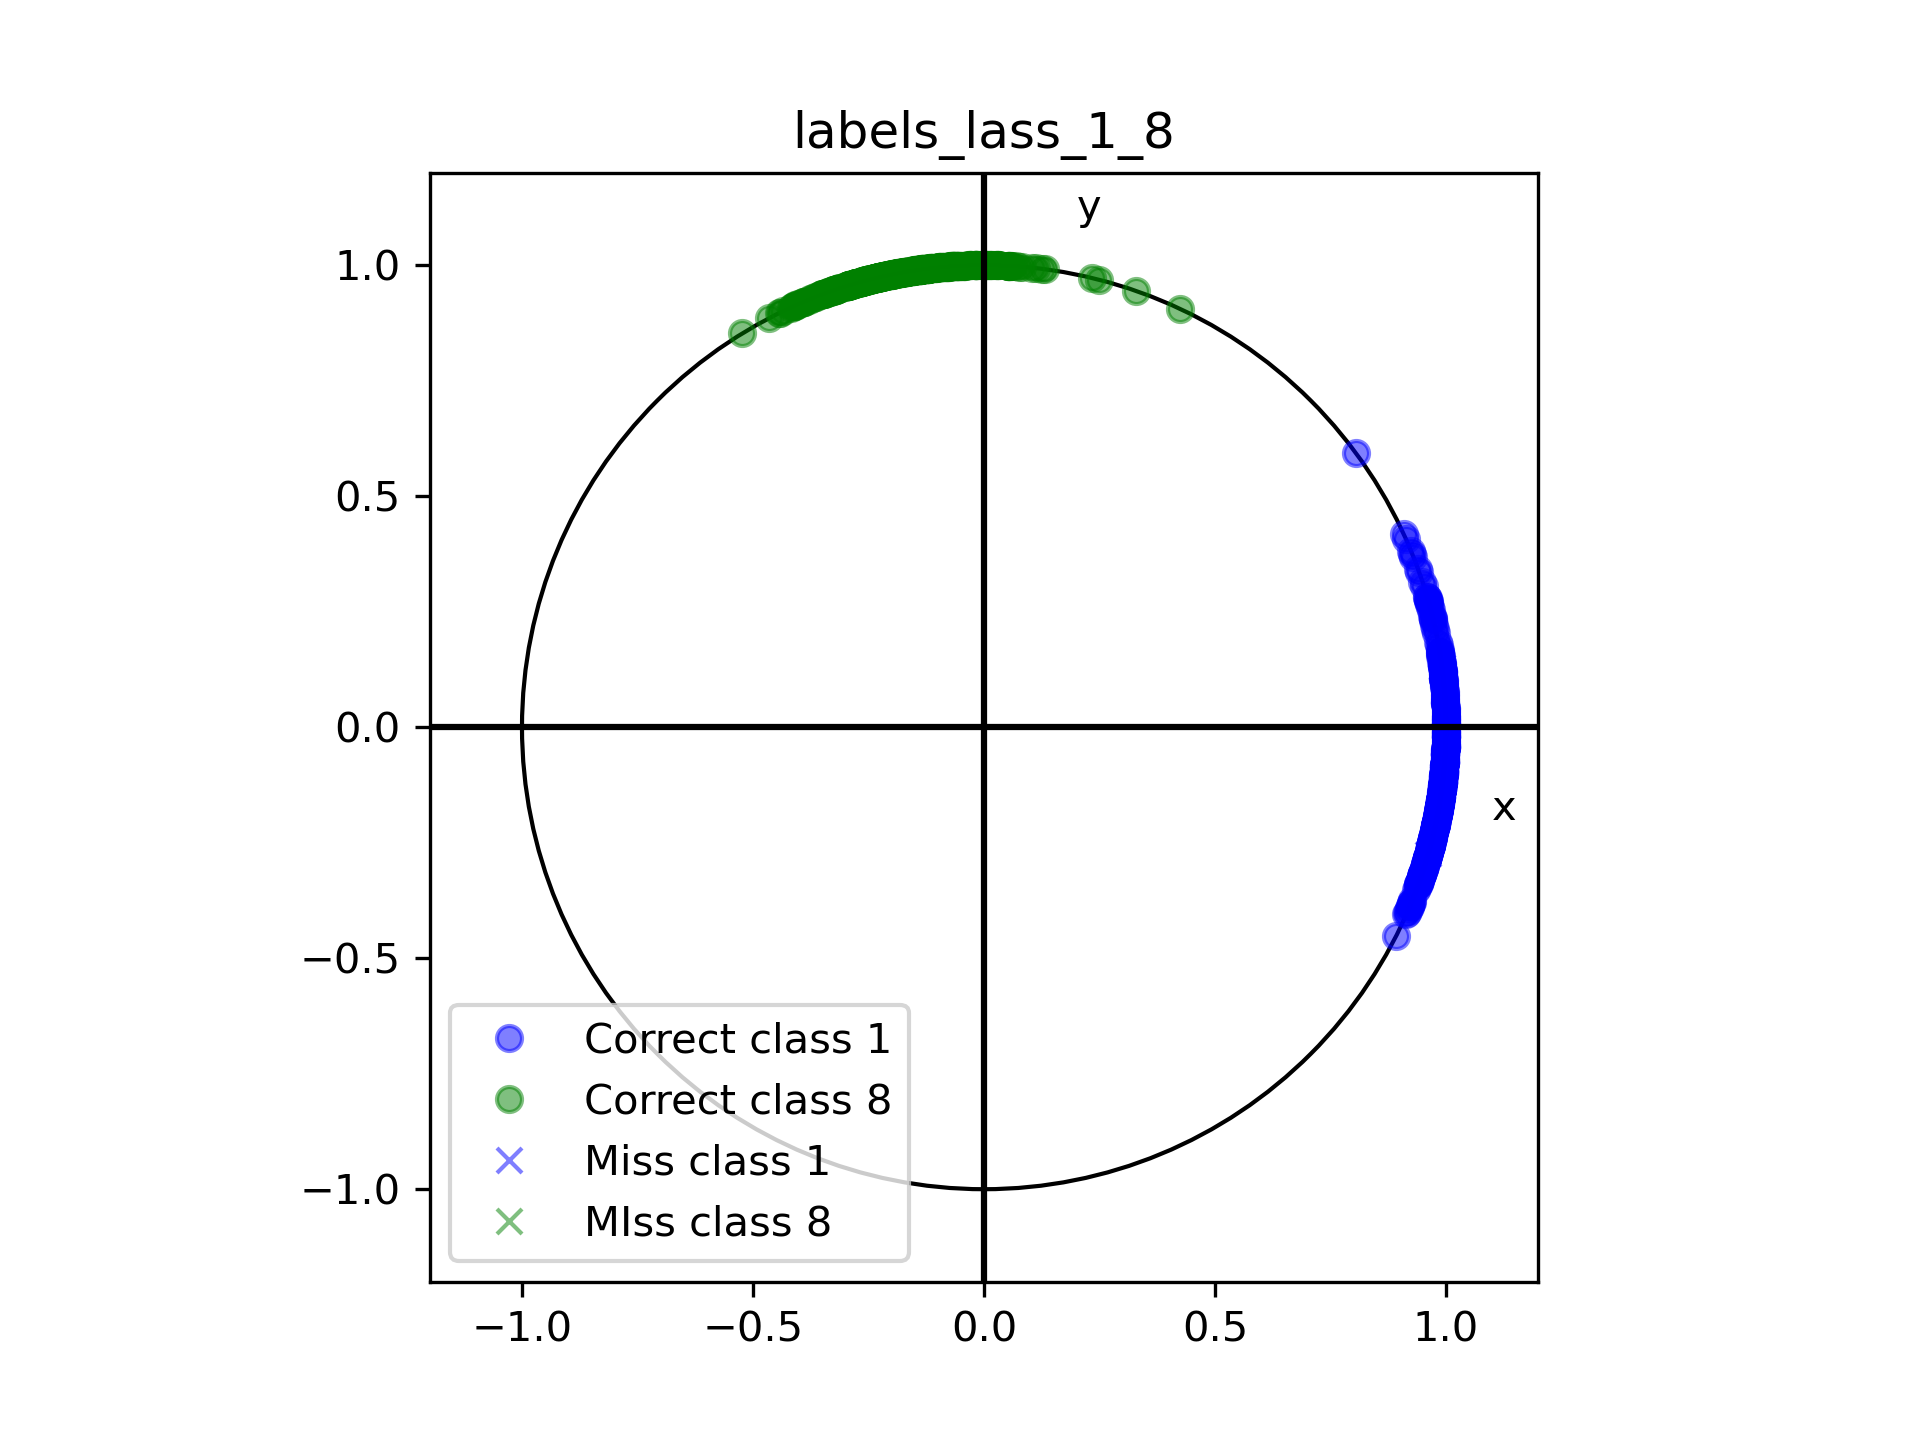 labels_lass_1_8
y
1.0
0.5
0.0
x
−0.5
−1.0
Correct class 1
Correct class 8
Miss class 1
MIss class 8
−1.0 −0.5 0.0 0.5 1.0